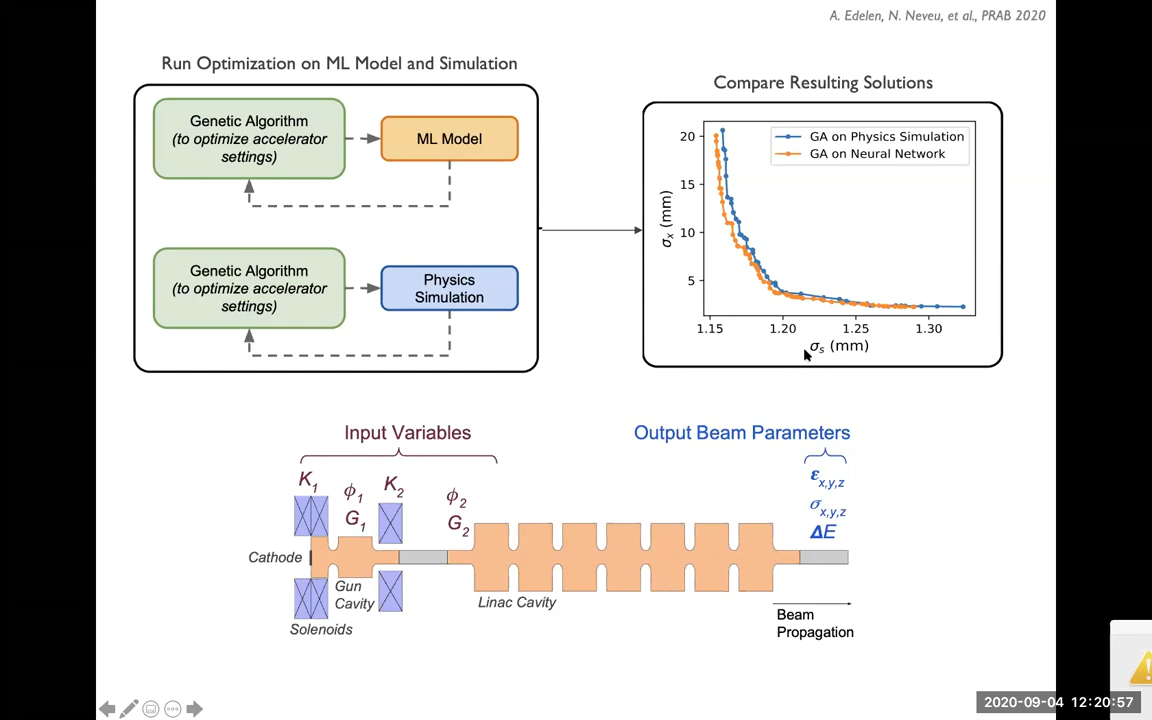 A. Edelen, N. Neveu, et al., PRAB 2020
Run Optimization on ML Model and Simulation
Genetic Algorithm
(to optimize accelerator
settings)
ML Model
Genetic Algorithm
(to optimize accelerator
settings)
Physics
Simulation
Compare Resulting Solutions
GA on Physics Simulation
GA on Neural Network
20
15
10
5
σx (mm)
1.15 1.20 1.25 1.30
σs (mm)
Input Variables
Output Beam Parameters
K1
ϕ1
G1
K2
ϕ2
G2
εx,y,z
σx,y,z
ΔE
Cathode
Gun
Cavity
Solenoids
Linac Cavity
Beam
Propagation
2020-09-04 12:20:57